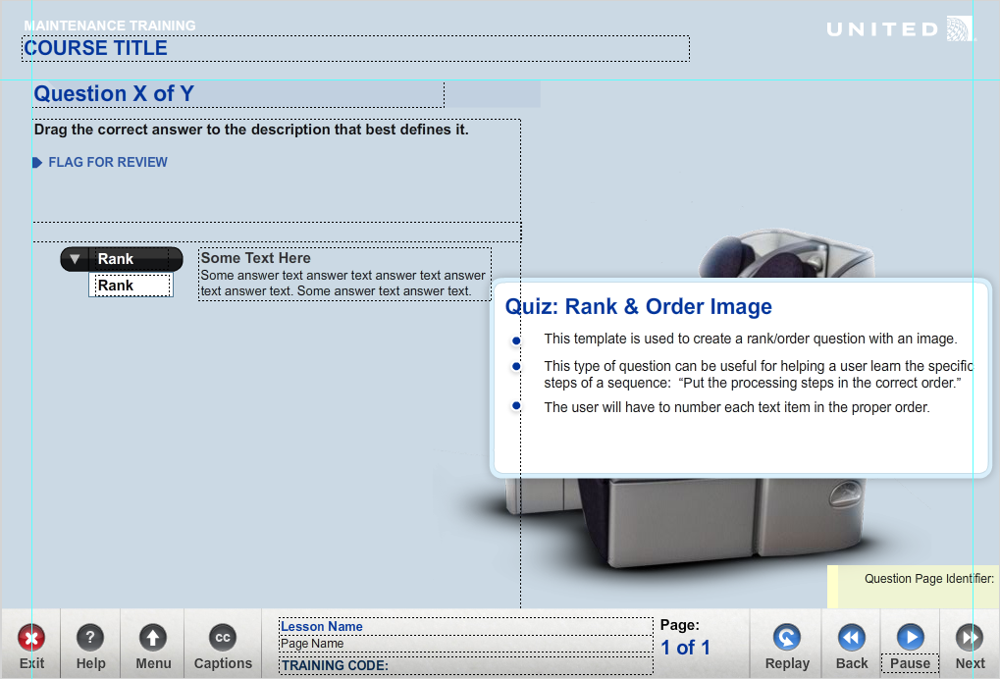 MAINTENANCE TRAINING
COURSE TITLE
UNITED
Question X of Y
Drag the correct answer to the description that best defines it.
FLAG FOR REVIEW
Rank
Rank
Some Text Here
Some answer text answer text answer text answer
text answer text. Some answer text answer text.
Quiz: Rank & Order Image
This template is used to create a rank/order question with an image.
This type of question can be useful for helping a user learn the specific
steps of a sequence: “Put the processing steps in the correct order.”
The user will have to number each text item in the proper order.
Question Page Identifier:
Exit
?
Help
Menu
cc
Captions
Lesson Name
Page Name
TRAINING CODE:
Page:
1 of 1
Replay
Back
Pause
Next